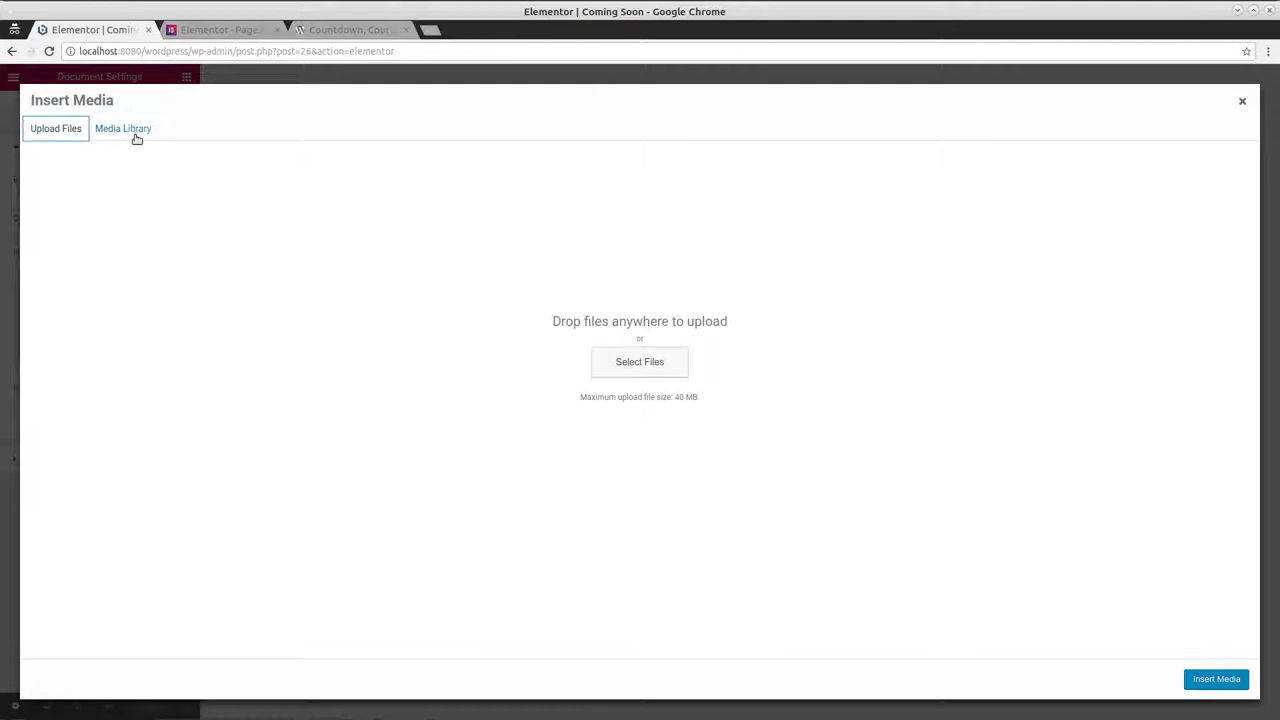 Elementor | Coming Soon - Google Chrome
Elementor | Comin
Elementor - Page
Countdown, Com
localhost:8080/wordpress/wp-admin/post.php?post=26&action=elementor
Document Settings
Insert Media
Upload Files
Media Library
Drop files anywhere to upload
or
Select Files
Maximum upload file size: 40 MB.
Insert Media